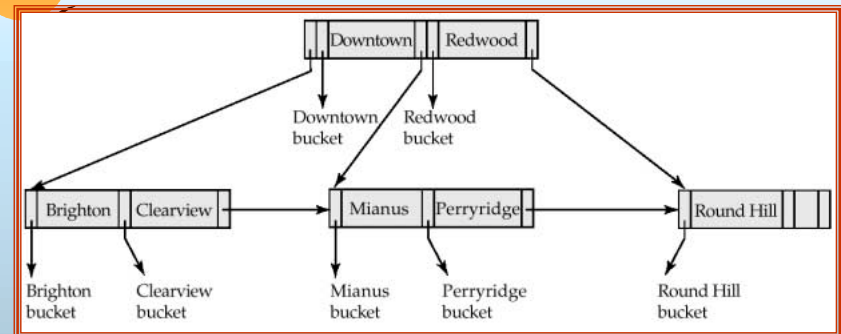 Downtown Redwood
Downtown bucket
Redwood bucket
Brighton Clearview
Mianus Perryridge
Round Hill
Brighton bucket
Clearview bucket
Mianus bucket
Perryridge bucket
Round Hill bucket